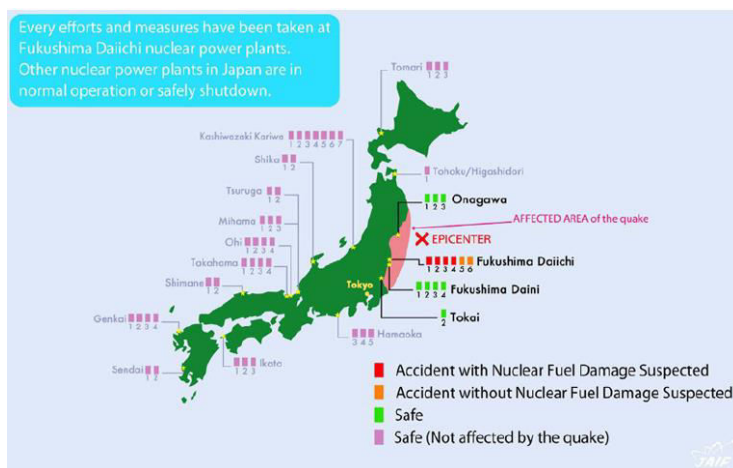 Every efforts and measures have been taken at
Fukushima Daiichi nuclear power plants.
Other nuclear power plants in Japan are in
normal operation or safely shutdown.
Tomari
1 2 3
Kashiwazaki Kariwa
1 2 3 4 5 6 7
Shika
1 2
Tohoku/Higashidori
1
Tsuruga
1 2
Onagawa
1 2 3
AFFECTED AREA of the quake
Mihama
1 2 3
EPICENTER
Ohi
1 2 3 4
Takahama
1 2 3 4
Fukushima Daiichi
1 2 3 4 5 6
Shimane
1 2
Tokyo
Fukushima Daini
1 2 3 4
Genkai
1 2 3 4
Tokai
2
Hamaoka
3 4 5
Ikata
1 2 3
Sendai
1 2
Accident with Nuclear Fuel Damage Suspected
Accident without Nuclear Fuel Damage Suspected
Safe
Safe (Not affected by the quake)
JAIF